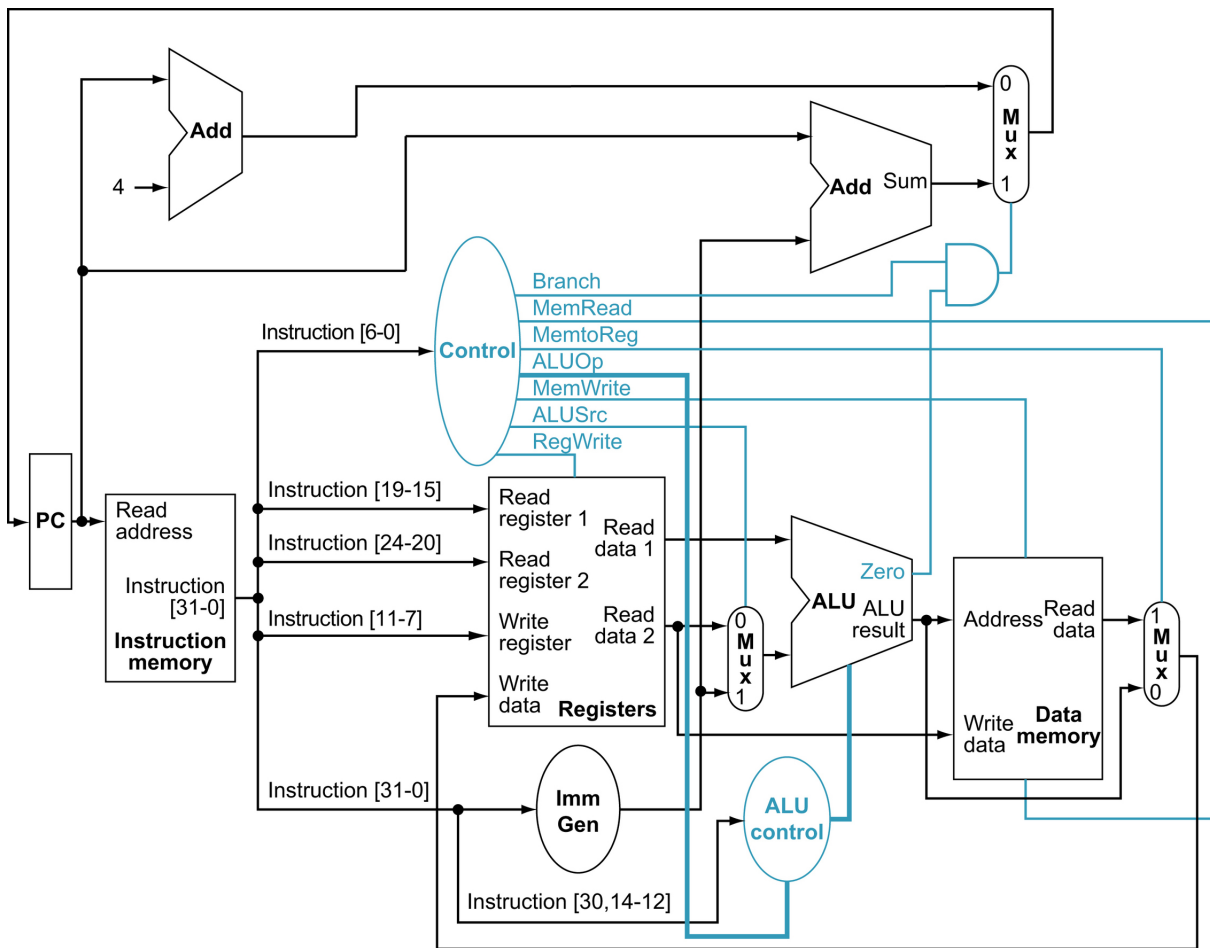 0
M
u
x
1
Add
4
Add
Sum
Branch
MemRead
MemtoReg
ALUOp
MemWrite
ALUSrc
RegWrite
Control
Instruction [6-0]
PC
Read
address
Instruction
[31-0]
Instruction
memory
Instruction [19-15]
Instruction [24-20]
Instruction [11-7]
Instruction [31-0]
Read
register 1
Read
register 2
Write
register
Write
data
Read
data 1
Read
data 2
Registers
0
M
u
x
1
Zero
ALU
ALU
result
Address
Read
data
Write
data
Data
memory
1
M
u
x
0
Imm
Gen
ALU
control
Instruction [30,14-12]